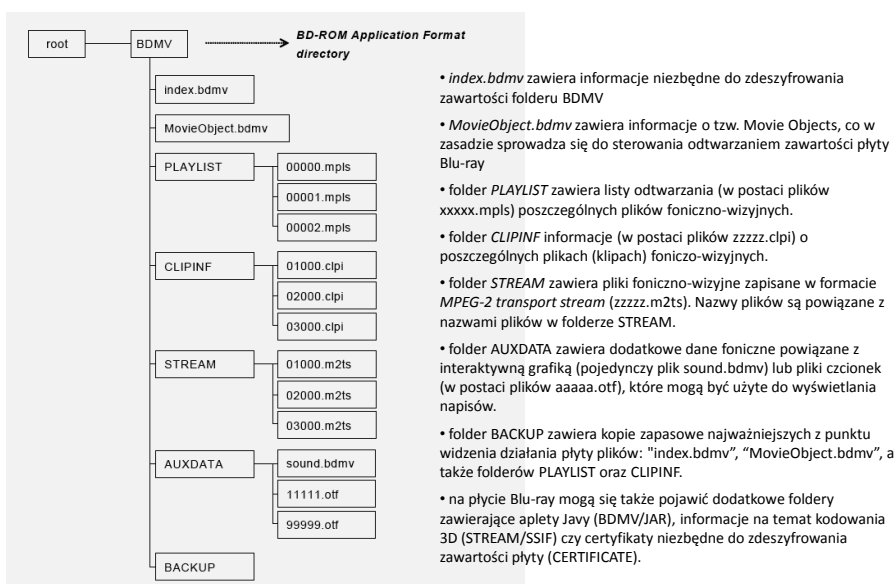 root
BDMV
BD-ROM Application Format
directory
index.bdmv
MovieObject.bdmv
PLAYLIST
00000.mpls
00001.mpls
00002.mpls
CLIPINF
01000.clpi
02000.clpi
03000.clpi
STREAM
01000.m2ts
02000.m2ts
03000.m2ts
AUXDATA
sound.bdmv
11111.otf
99999.otf
BACKUP
• index.bdmv zawiera informacje niezbędne do zdeszyfrowania
zawartości folderu BDMV
• MovieObject.bdmv zawiera informacje o tzw. Movie Objects, co w
zasadzie sprowadza się do sterowania odtwarzaniem zawartości płyty
Blu-ray
• folder PLAYLIST zawiera listy odtwarzania (w postaci plików
xxxxx.mpls) poszczególnych plików foniczno-wizyjnych.
• folder CLIPINF informacje (w postaci plików zzzzz.clpi) o
poszczególnych plikach (klipach) foniczo-wizyjnych.
• folder STREAM zawiera pliki foniczno-wizyjne zapisane w formacie
MPEG-2 transport stream (zzzzz.m2ts). Nazwy plików są powiązane z
nazwami plików w folderze STREAM.
• folder AUXDATA zawiera dodatkowe dane foniczne powiązane z
interaktywną grafiką (pojedynczy plik sound.bdmv) lub pliki czcionek
(w postaci plików aaaaa.otf), które mogą być użyte do wyświetlania
napisów.
• folder BACKUP zawiera kopie zapasowe najważniejszych z punktu
widzenia działania płyty plików: "index.bdmv", “MovieObject.bdmv”, a
także folderów PLAYLIST oraz CLIPINF.
• na płycie Blu-ray mogą się także pojawić dodatkowe foldery
zawierające aplety Javy (BDMV/JAR), informacje na temat kodowania
3D (STREAM/SSIF) czy certyfikaty niezbędne do zdeszyfrowania
zawartości płyty (CERTIFICATE).